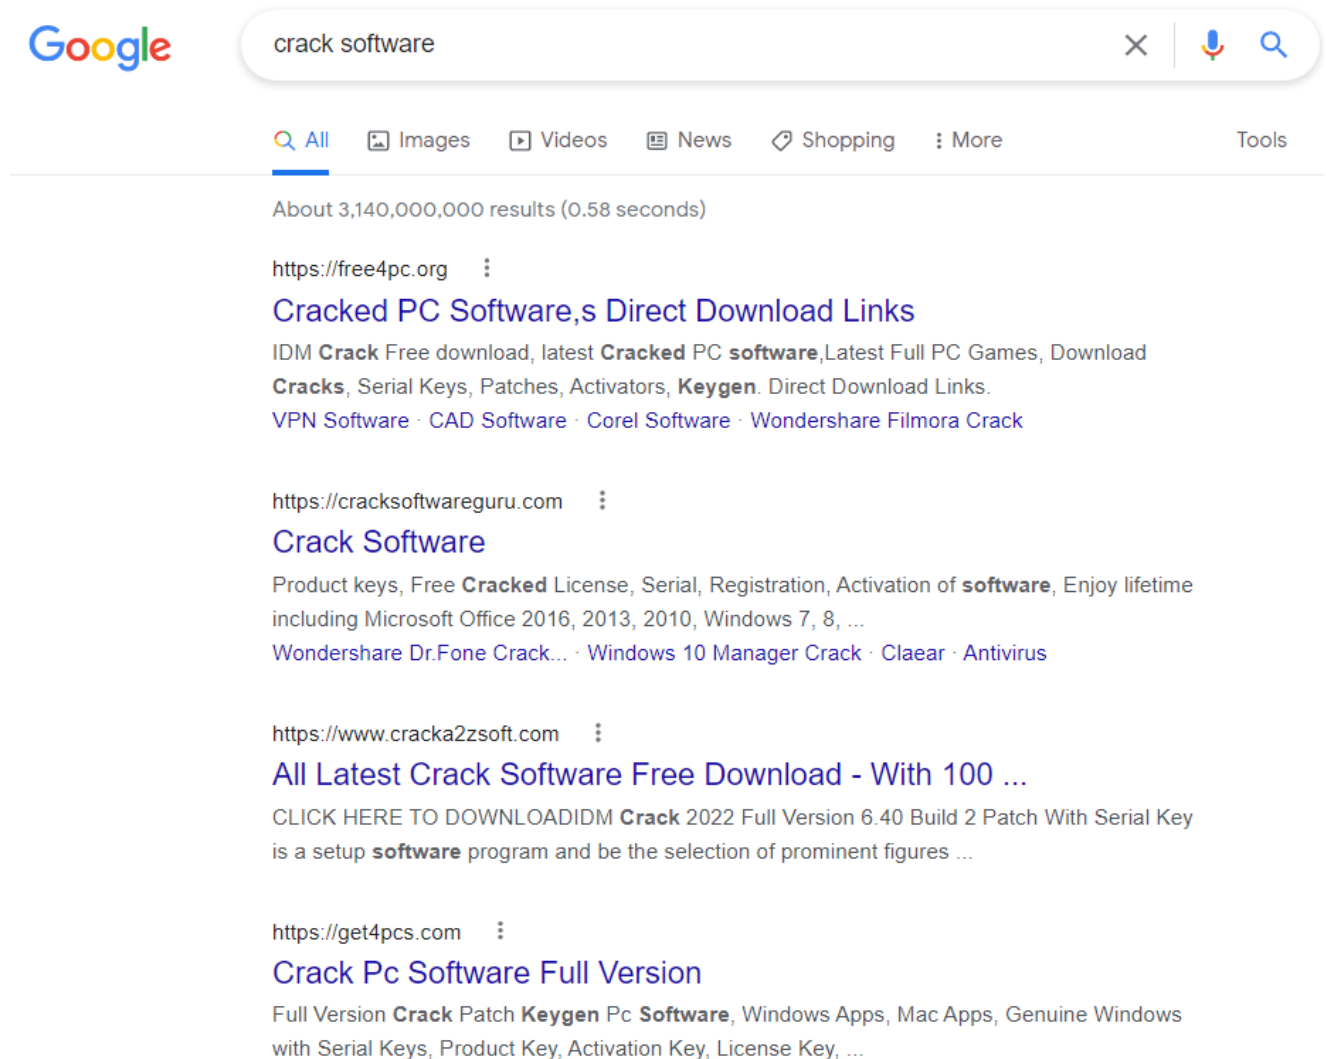 Google
crack software
All Images Videos News Shopping More Tools
About 3,140,000,000 results (0.58 seconds)
https://free4pc.org
Cracked PC Software,s Direct Download Links
IDM Crack Free download, latest Cracked PC software,Latest Full PC Games, Download
Cracks, Serial Keys, Patches, Activators, Keygen. Direct Download Links.
VPN Software · CAD Software · Corel Software · Wondershare Filmora Crack
https://cracksoftwareguru.com
Crack Software
Product keys, Free Cracked License, Serial, Registration, Activation of software, Enjoy lifetime
including Microsoft Office 2016, 2013, 2010, Windows 7, 8, ...
Wondershare Dr.Fone Crack... · Windows 10 Manager Crack · Claear · Antivirus
https://www.cracka2zsoft.com
All Latest Crack Software Free Download - With 100 ...
CLICK HERE TO DOWNLOADIDM Crack 2022 Full Version 6.40 Build 2 Patch With Serial Key
is a setup software program and be the selection of prominent figures ...
https://get4pcs.com
Crack Pc Software Full Version
Full Version Crack Patch Keygen Pc Software, Windows Apps, Mac Apps, Genuine Windows
with Serial Keys, Product Key, Activation Key, License Key, ...